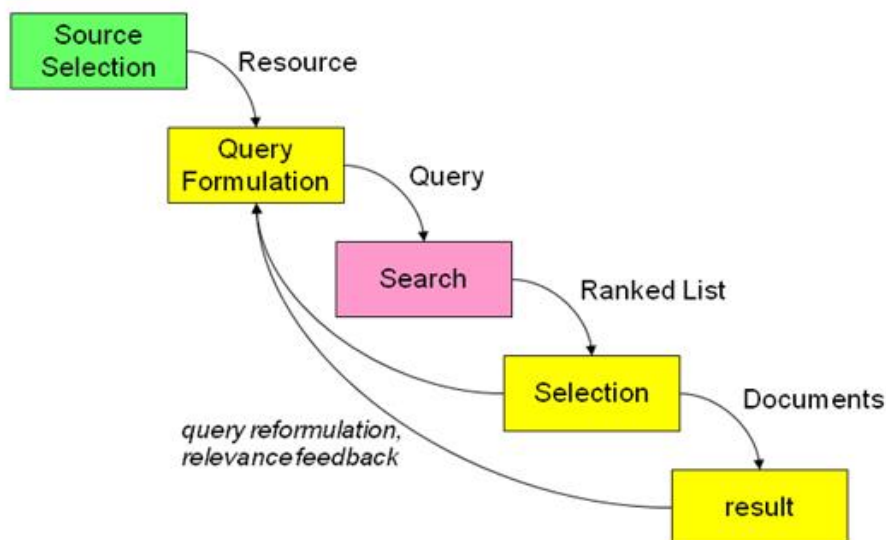 Source
Selection
Resource
Query
Formulation
Query
Search
Ranked List
Selection
Documents
query reformulation,
relevance feedback
result